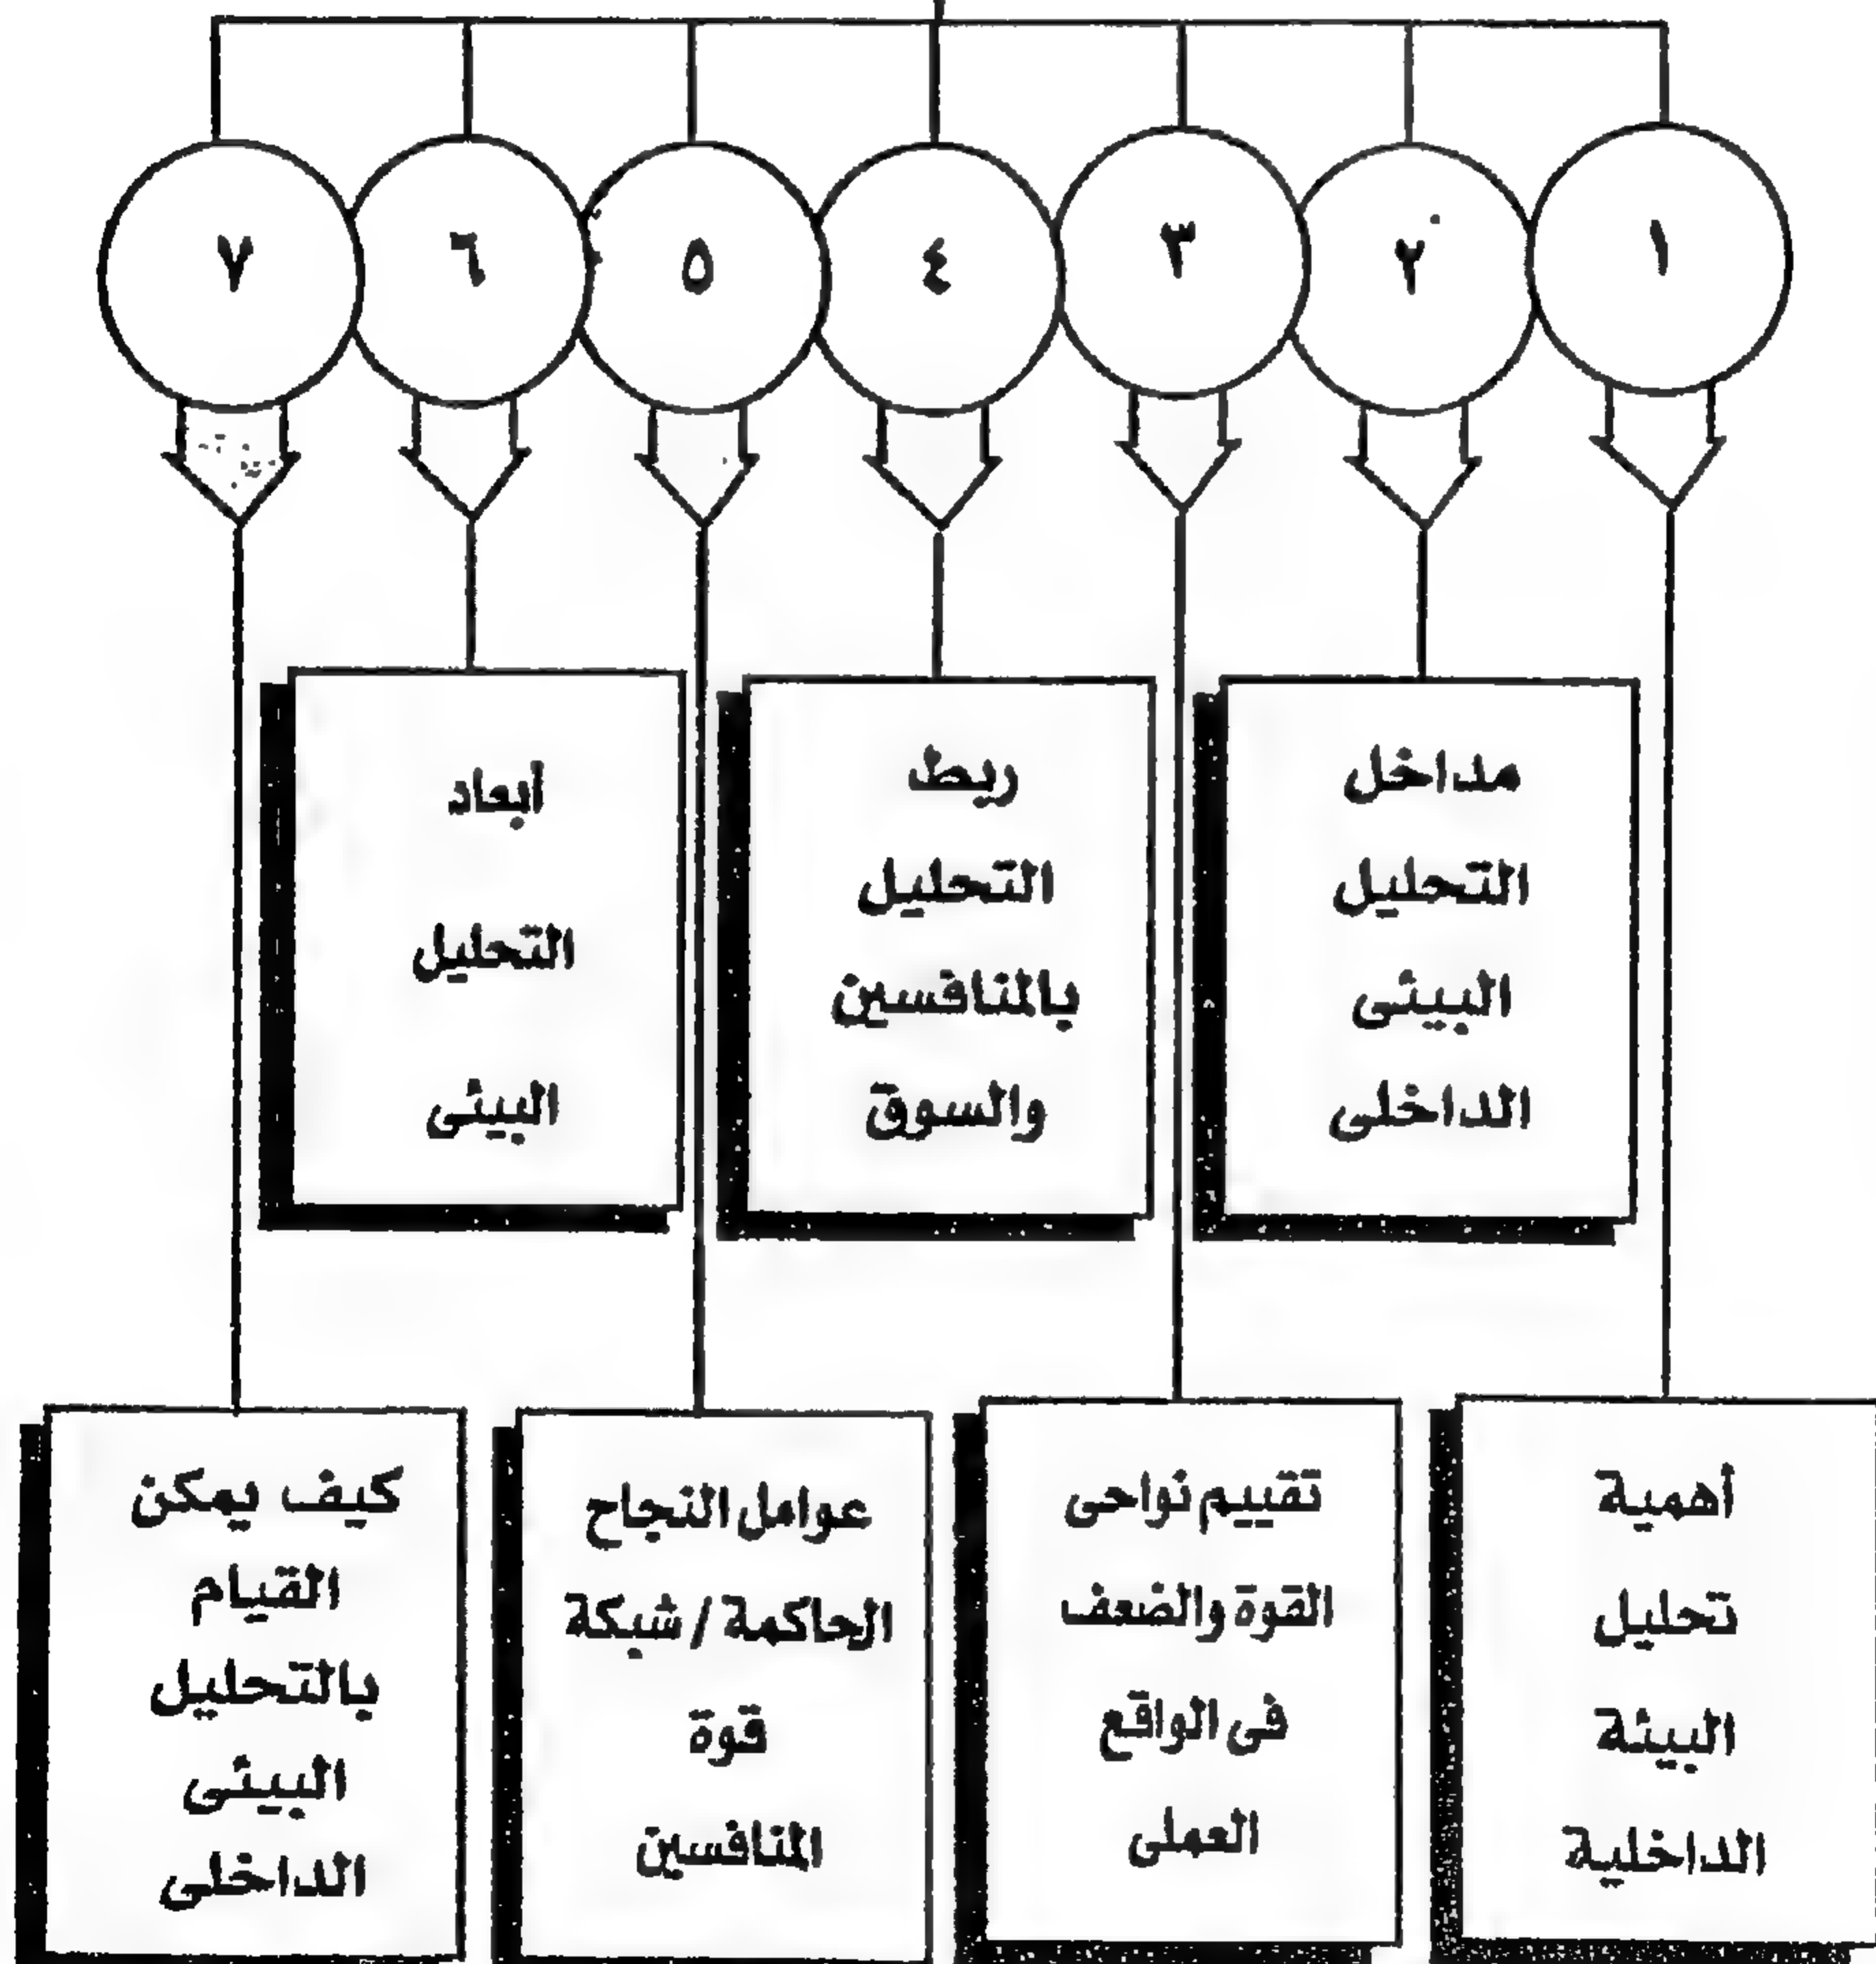 ١
٢
٣
٤
٥
٦
٧
مداخل
التحليل
البيئى
الداخلى
ربط
التحليل
بالمنافسين
والسوق
أبعاد
التحليل
البيئى
أهمية
تحليل
البيئة
الداخلية
تقييم نواحى
القوة والضعف
فى الواقع
العملى
عوامل النجاح
الحاكمة / شبكة
قوة
المنافسين
كيف يمكن
القيام
بالتحليل
البيئى
الداخلى